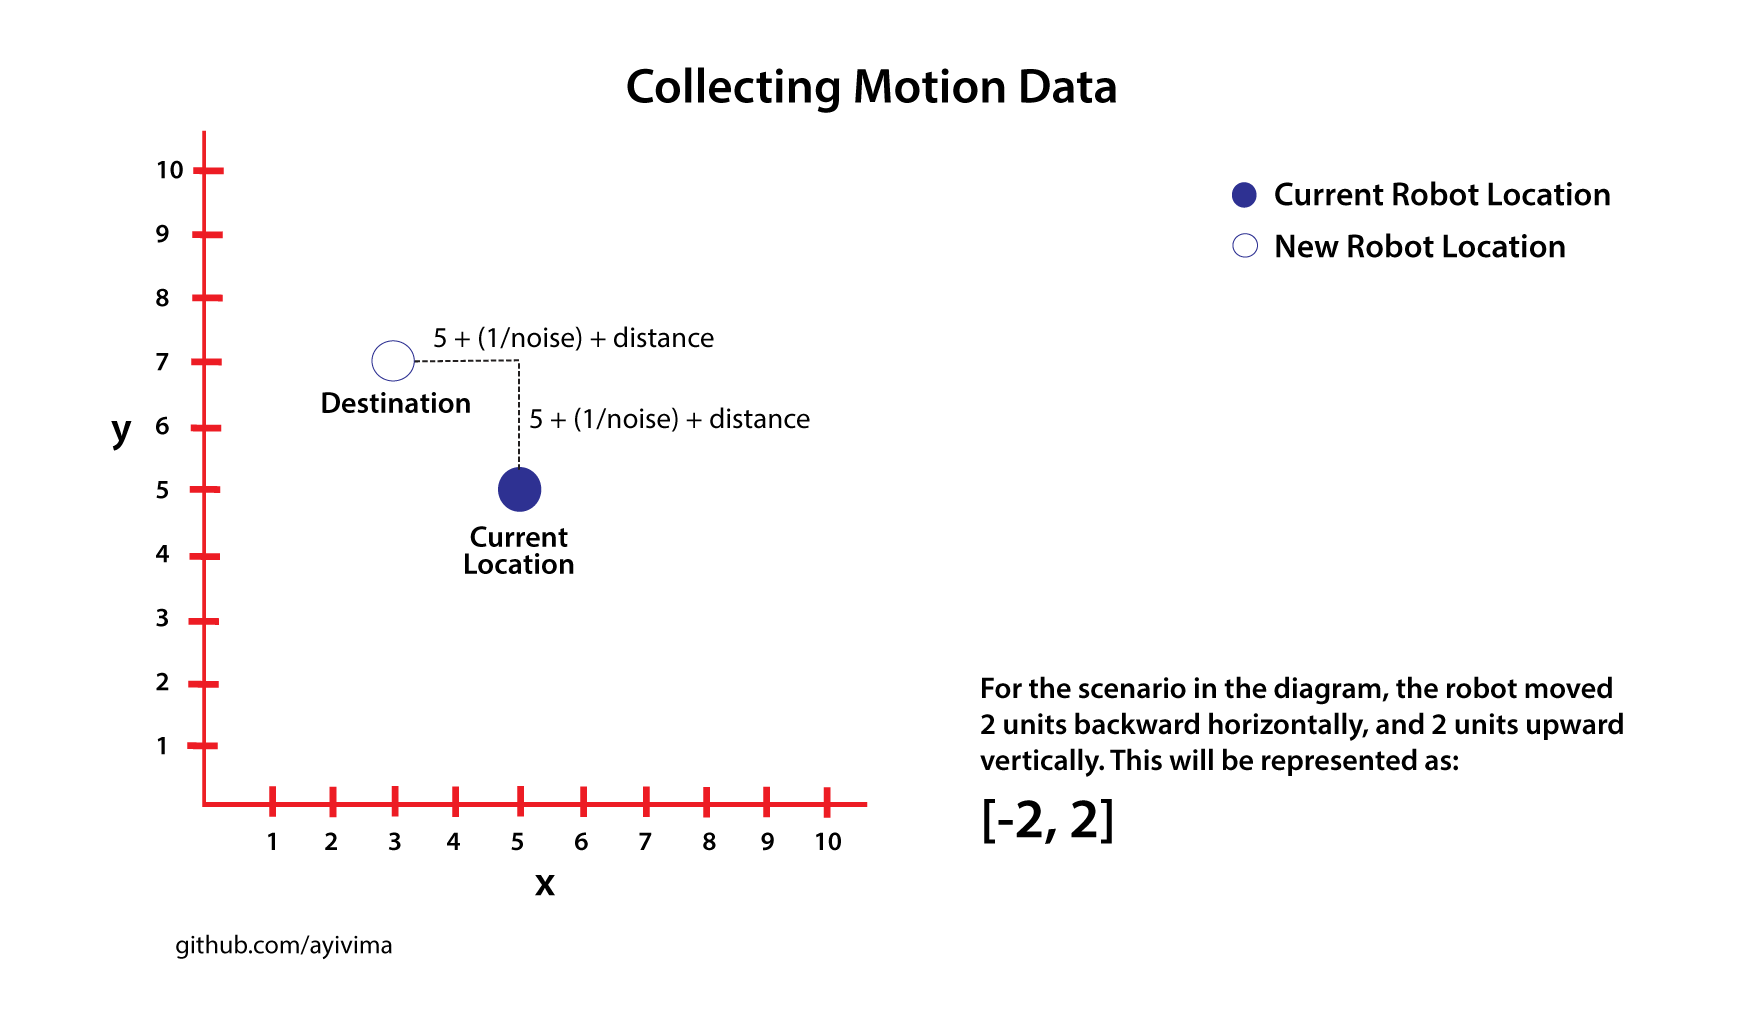 Collecting Motion Data
Current Robot Location
New Robot Location
10
9
8
7
6
5
4
3
2
1
y
5 + (1/noise) + distance
Destination
5 + (1/noise) + distance
Current
Location
For the scenario in the diagram, the robot moved
2 units backward horizontally, and 2 units upward
vertically. This will be represented as:
[-2, 2]
1 2 3 4 5 6 7 8 9 10
x
github.com/ayivima